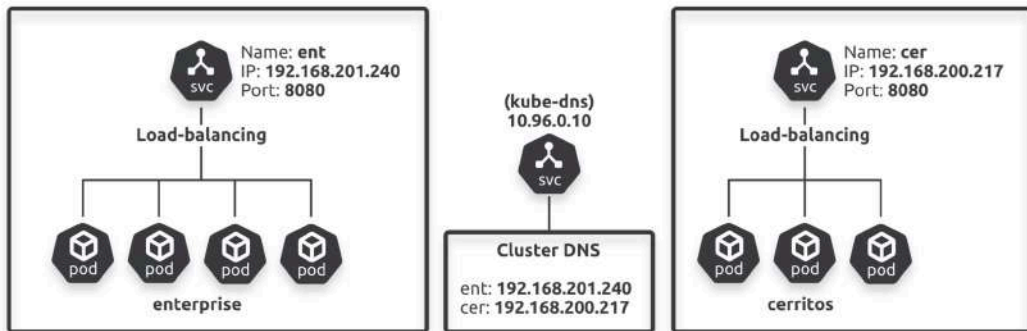 Name: ent
IP: 192.168.201.240
Port: 8080
svc
Load-balancing
pod
pod
pod
pod
enterprise
(kube-dns)
10.96.0.10
svc
Cluster DNS
ent: 192.168.201.240
cer: 192.168.200.217
Name: cer
IP: 192.168.200.217
Port: 8080
svc
Load-balancing
pod
pod
pod
cerritos